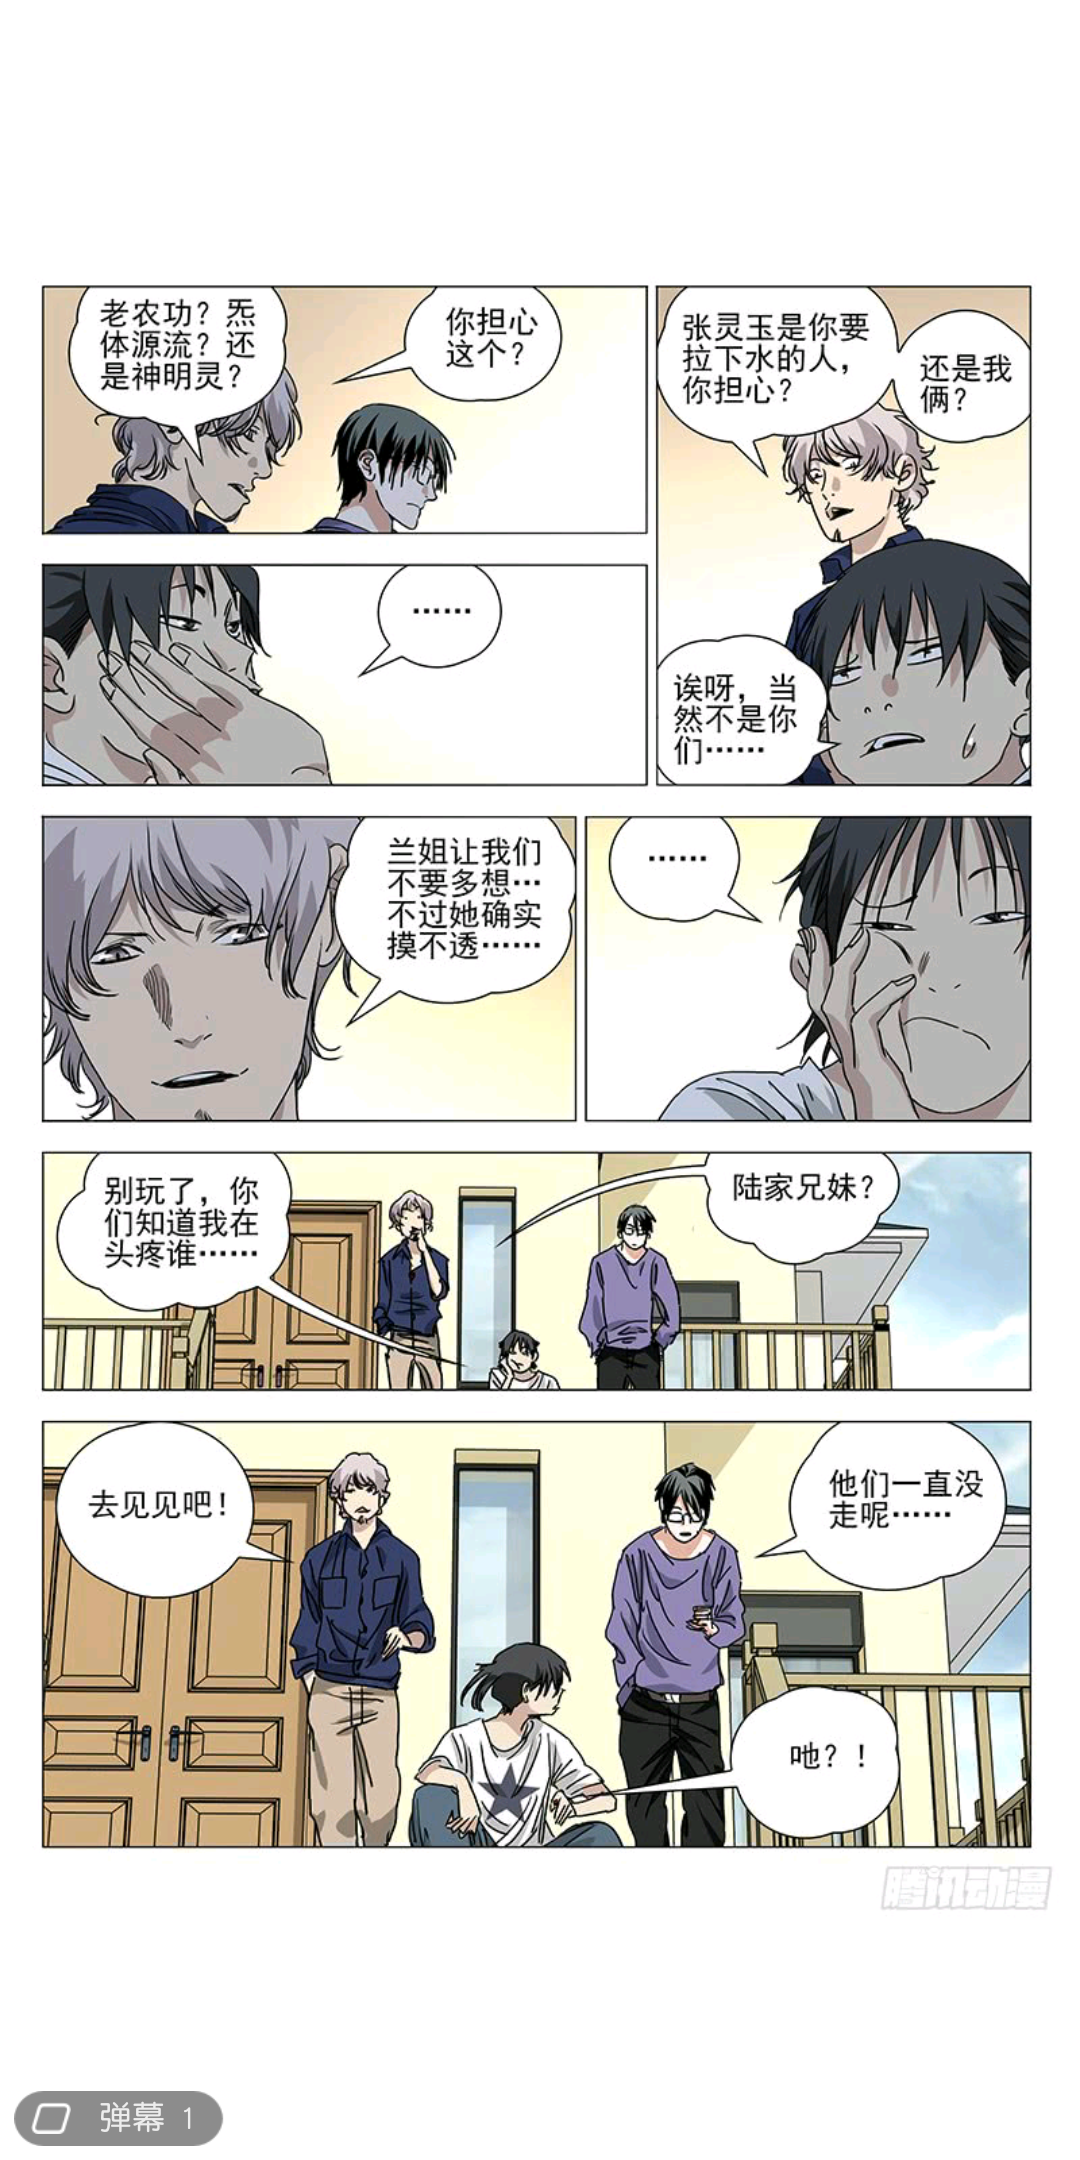 老农功？炁
体源流？还
是神明灵？
你担心
这个？
张灵玉是你要
拉下水的人，
你担心？
还是我
俩？
……
诶呀，当
然不是你
们……
兰姐让我们
不要多想…
不过她确实
摸不透……
……
别玩了，你
们知道我在
头疼谁……
陆家兄妹？
去见见吧！
他们一直没
走呢……
吔？！
腾讯动漫
弹幕 1